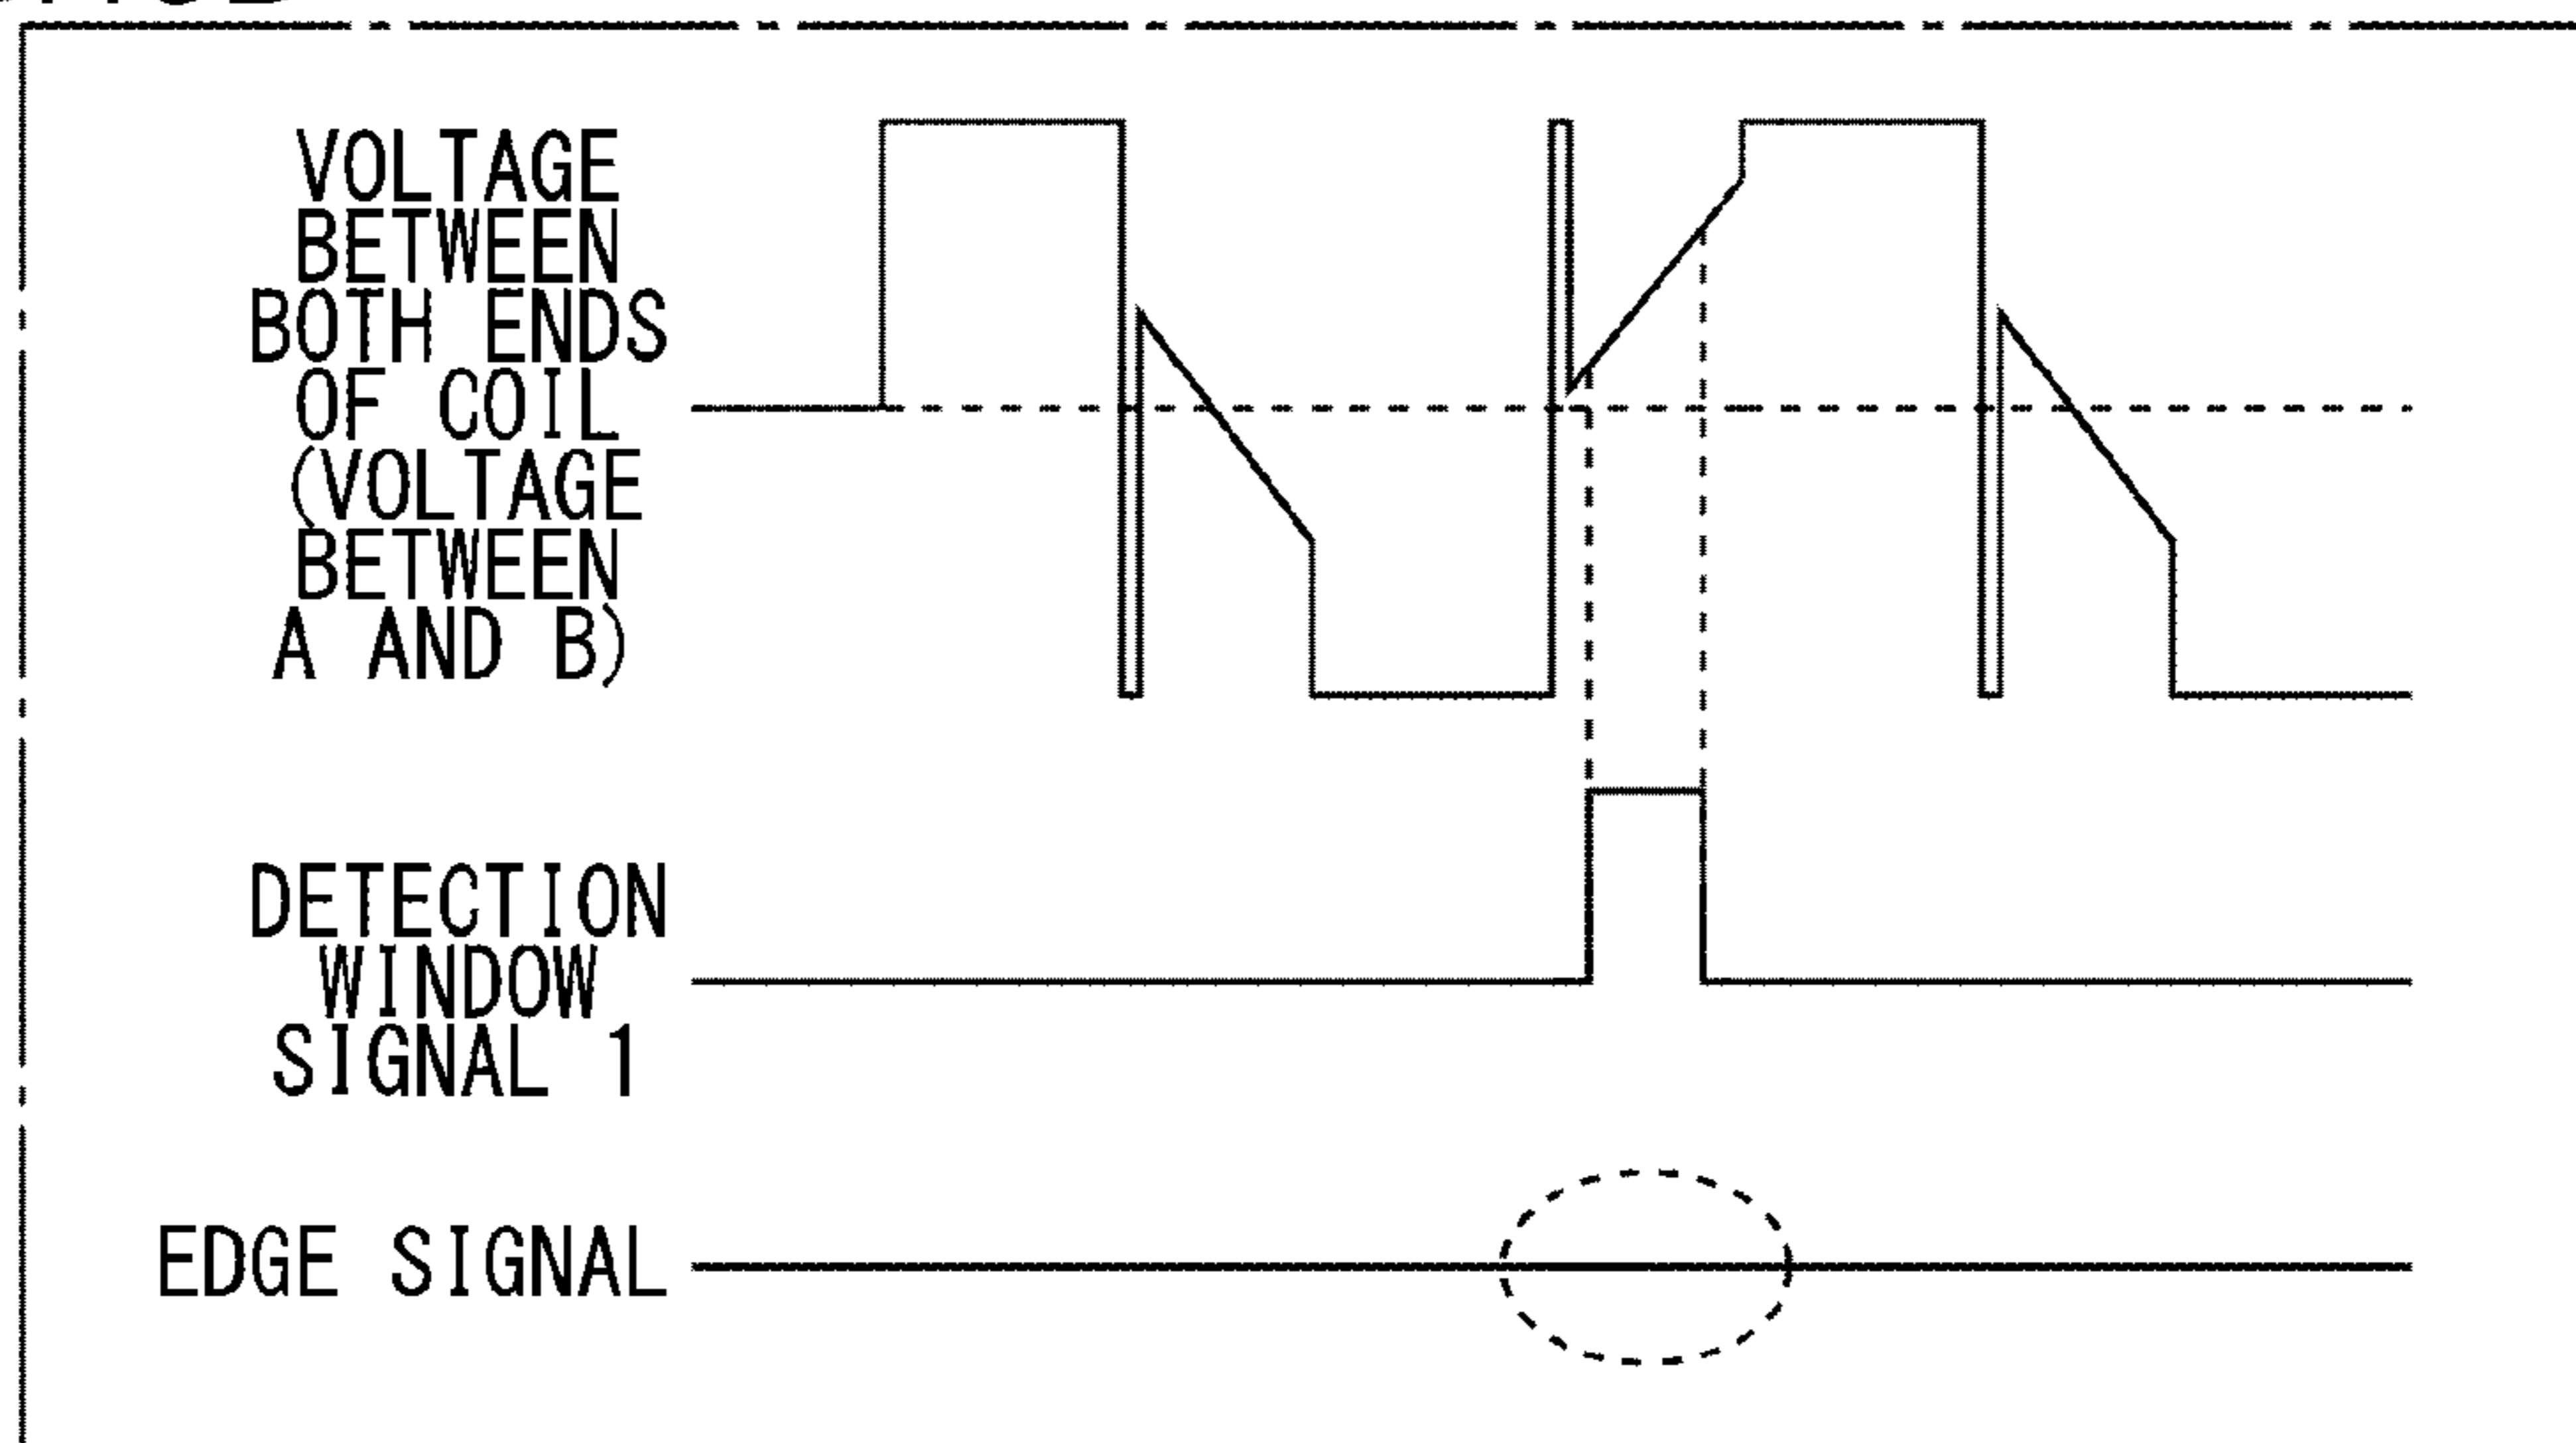 VOLTAGE
BETWEEN
BOTH ENDS
OF COIL
(VOLTAGE
BETWEEN
A AND B)
DETECTION
WINDOW
SIGNAL 1
EDGE SIGNAL